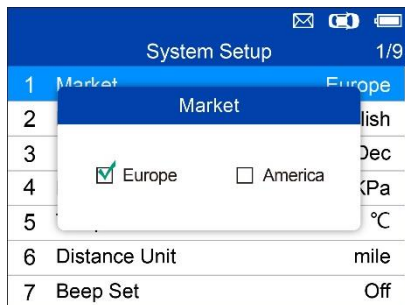 System Setup 1/9
1 Market Europe
Market
2 lish
3 Dec
Europe America
4 KPa
5 °C
6 Distance Unit mile
7 Beep Set Off